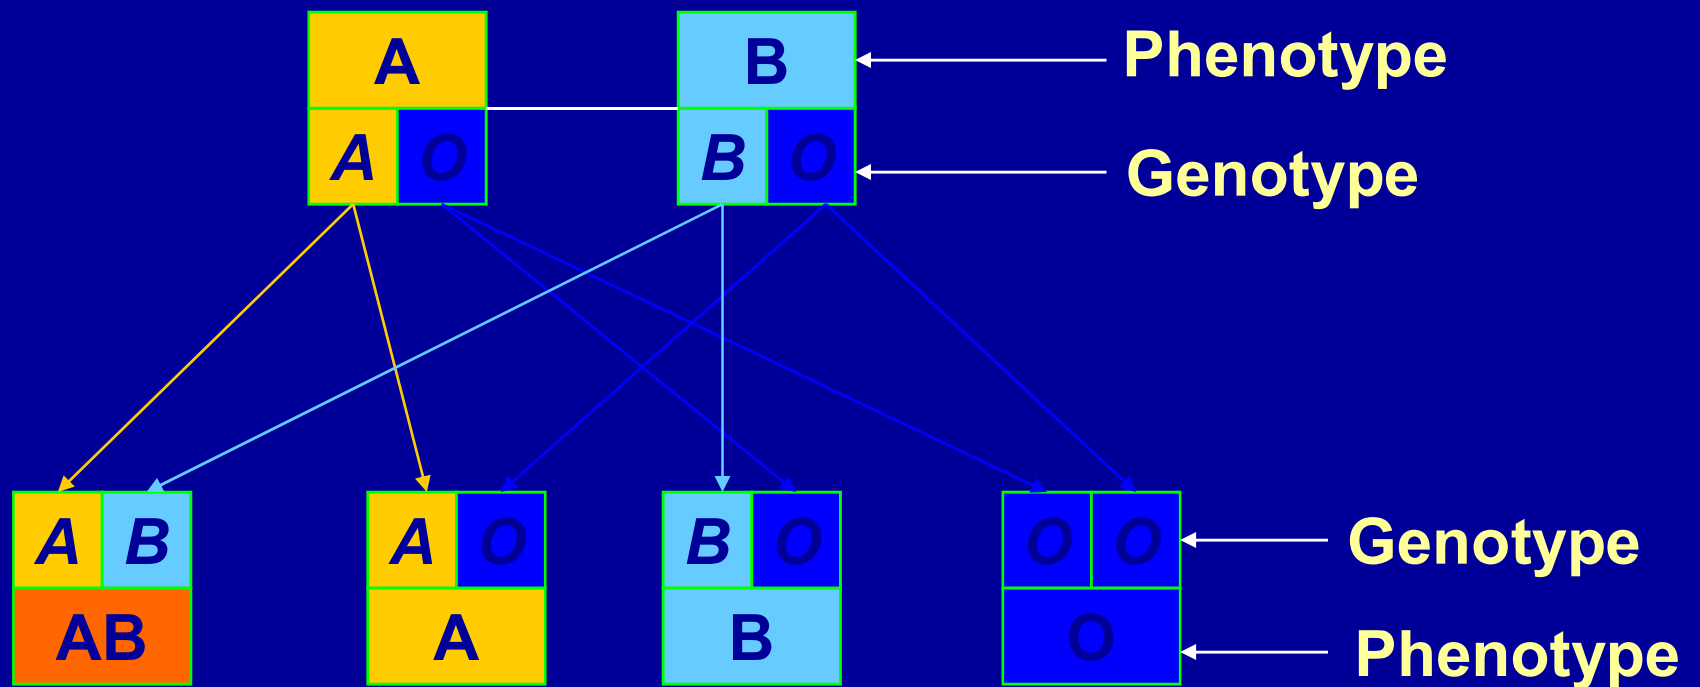 A B Phenotype
A O B O Genotype
A B A O B O O O Genotype
AB A B O Phenotype